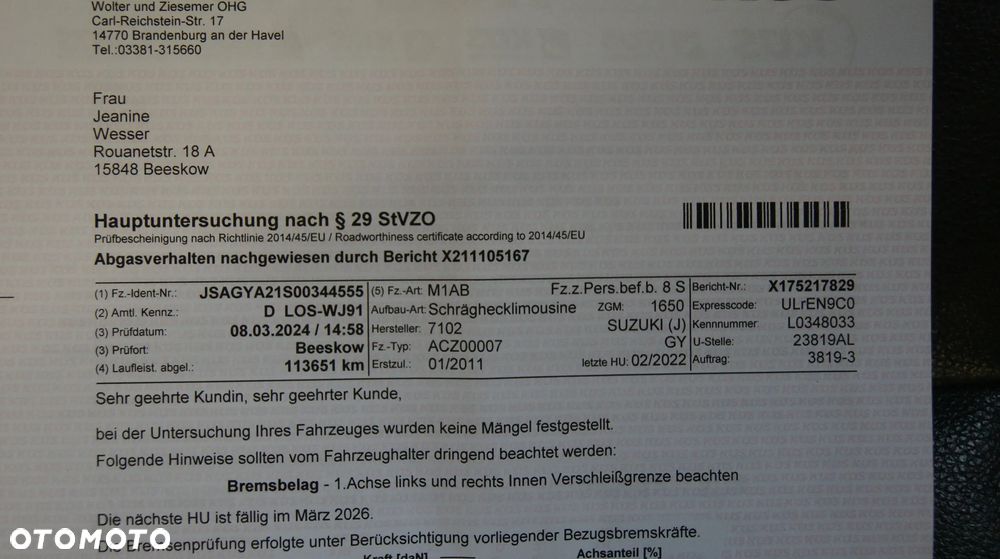 Wolter und Ziesemer OHG
Carl-Reichstein-Str. 17
14770 Brandenburg an der Havel
Tel.:03381-315660
Frau
Jeanine
Wesser
Rouanetstr. 18 A
15848 Beeskow
Hauptuntersuchung nach § 29 StVZO
Prüfbescheinigung nach Richtlinie 2014/45/EU / Roadworthiness certificate according to 2014/45/EU
Abgasverhalten nachgewiesen durch Bericht X211105167
(1) Fz.-Ident-Nr.: JSAGYA21S00344555 (5) Fz.-Art: M1AB Fz.z.Pers.bef.b. 8 S Bericht-Nr.: X175217829
(2) Amtl. Kennz.: D LOS-WJ91 Aufbau-Art: Schräghecklimousine ZGM: 1650 Expresscode: ULrEN9C0
(3) Prüfdatum: 08.03.2024 / 14:58 Hersteller: 7102 SUZUKI (J) Kennnummer L0348033
(3) Prüfort: Beeskow Fz.-Typ: ACZ00007 GY U-Stelle: 23819AL
(4) Laufleist. abgel.: 113651 km Erstzul.: 01/2011 letzte HU: 02/2022 Auftrag: 3819-3
Sehr geehrte Kundin, sehr geehrter Kunde,
bei der Untersuchung Ihres Fahrzeuges wurden keine Mängel festgestellt.
Folgende Hinweise sollten vom Fahrzeughalter dringend beachtet werden:
Bremsbelag - 1.Achse links und rechts Innen Verschleißgrenze beachten
Die nächste HU ist fällig im März 2026.
Die Bremsenprüfung erfolgte unter Berücksichtigung vorliegender Bezugsbremskräfte.
Kraft [daN] Achsanteil [%]
OTOMOTO